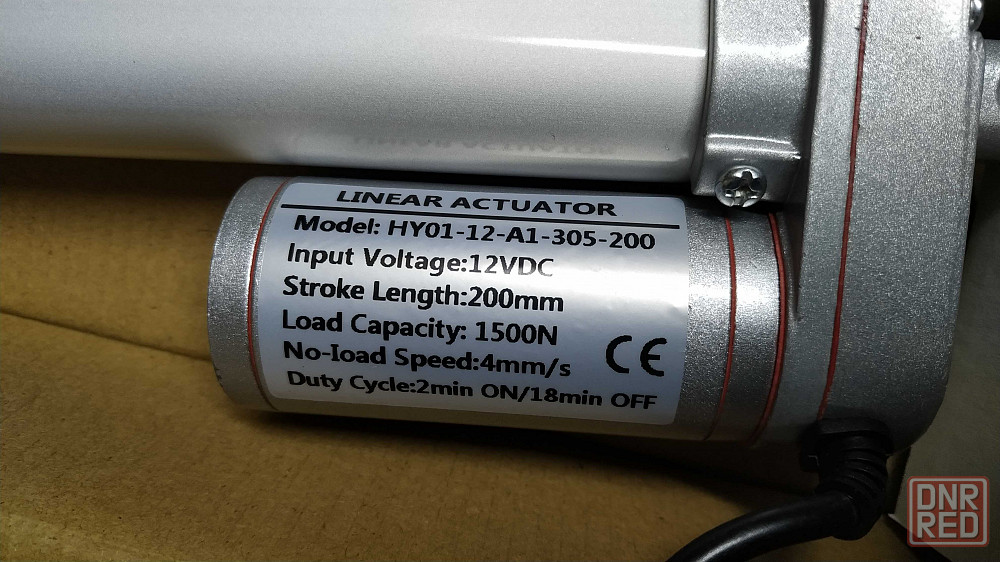 LINEAR ACTUATOR
Model: HY01-12-A1-305-200
Input Voltage:12VDC
Stroke Length:200mm
Load Capacity: 1500N
No-load Speed:4mm/s
Duty Cycle:2min ON/18min OFF
CE
DNR
RED